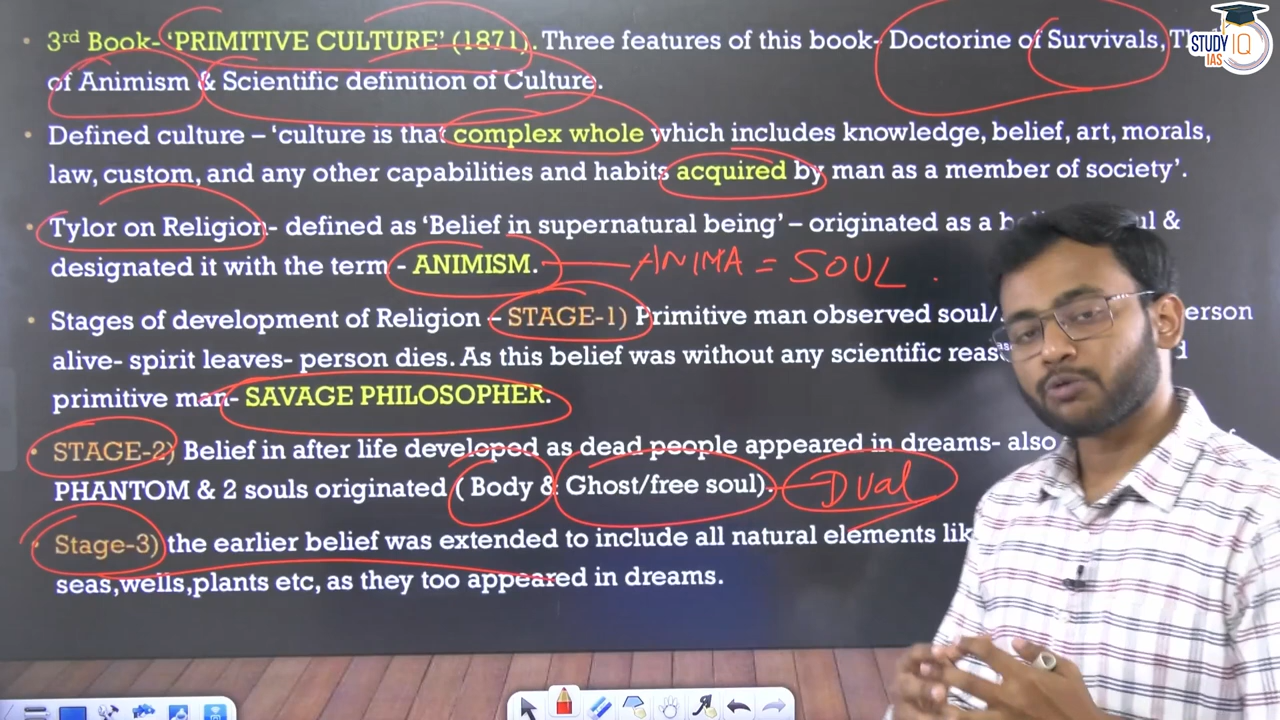 • 3rd Book- 'PRIMITIVE CULTURE' (1871). Three features of this book- Doctorine of Survivals,
of Animism & Scientific definition of Culture.
STUDY IQ
IAS
• Defined culture – 'culture is that complex whole which includes knowledge, belief, art, morals,
law, custom, and any other capabilities and habits acquired by man as a member of society'.
• Tylor on Religion- defined as 'Belief in supernatural being' – originated as a &
designated it with the term - ANIMISM. ANIMA = SOUL.
• Stages of development of Religion – STAGE-1) Primitive man observed soul/
alive- spirit leaves- person dies. As this belief was without any scientific
primitive man- SAVAGE PHILOSOPHER.
• STAGE-2) Belief in after life developed as dead people appeared in dreams- also
PHANTOM & 2 souls originated ( Body & Ghost/free soul). Dual
• Stage-3) the earlier belief was extended to include all natural elements
seas,wells,plants etc, as they too appeared in dreams.